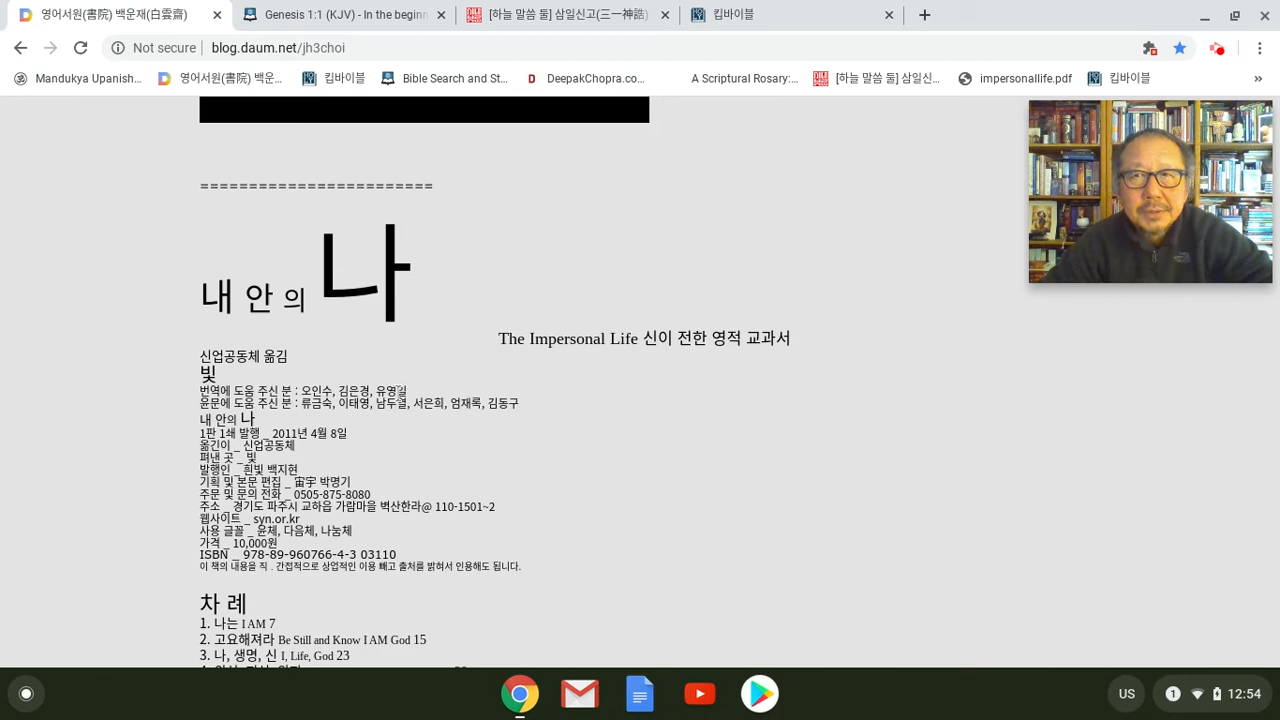 영어서원(書院) 백운재(白雲齋)
Genesis 1:1 (KJV) - In the beginn
[하늘 말씀 둘] 삼일신고(三一神誥)
킵바이블
Not secure
blog.daum.net/jh3choi
Mandukya Upanish...
영어서원(書院) 백운...
킵바이블
Bible Search and St...
DeepakChopra.co...
A Scriptural Rosary:...
[하늘 말씀 둘] 삼일신...
impersonallife.pdf
킵바이블
»
========================
내 안 의 나
The Impersonal Life 신이 전한 영적 교과서
신업공동체 옮김
빛
번역에 도움 주신 분 : 오인수, 김은경, 유영일
윤문에 도움 주신 분 : 류금숙, 이태영, 남두열, 서은희, 엄재록, 김동구
내 안의 나
1판 1쇄 발행 _ 2011년 4월 8일
옮긴이 _ 신업공동체
펴낸 곳 _ 빛
발행인 _ 흰빛 백지현
기획 및 본문 편집 _ 宙宇 박명기
주문 및 문의 전화 _ 0505-875-8080
주소 _ 경기도 파주시 교하읍 가람마을 벽산한라@ 110-1501~2
웹사이트 _ syn.or.kr
사용 글꼴 _ 윤체, 다음체, 나눔체
가격 _ 10,000원
ISBN _ 978-89-960766-4-3 03110
이 책의 내용을 직 . 간접적으로 상업적인 이용 빼고 출처를 밝혀서 인용해도 됩니다.
차 례
1. 나는 I AM 7
2. 고요해져라 Be Still and Know I AM God 15
3. 나, 생명, 신 I, Life, God 23
US
1
12:54